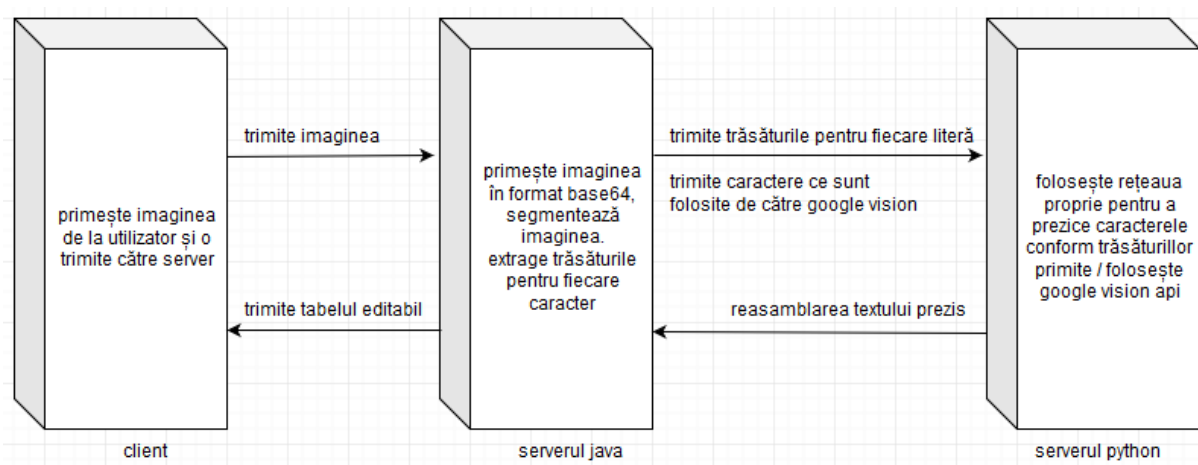 trimite imaginea
trimite trăsăturile pentru fiecare literă
primește imaginea
de la utilizator și o
trimite către server
primește imaginea
în format base64,
segmentează
imaginea.
extrage trăsăturile
pentru fiecare
caracter
trimite caractere ce sunt
folosite de către google vision
folosește rețeaua
proprie pentru a
prezice caracterele
conform trăsăturillor
primite / folosește
google vision api
trimite tabelul editabil
reasamblarea textului prezis
client
serverul java
serverul python